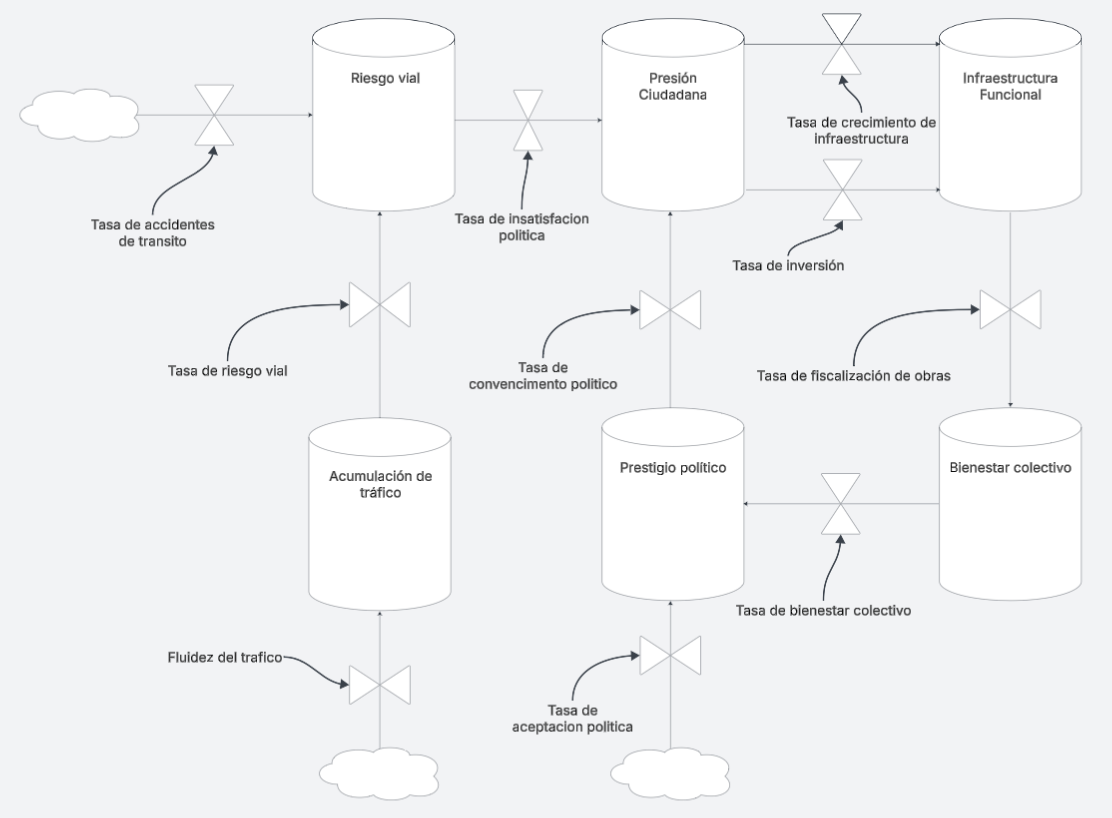 Riesgo vial
Presión
Ciudadana
Infraestructura
Funcional
Tasa de crecimiento de
infraestructura
Tasa de accidentes
de transito
Tasa de insatisfacion
politica
Tasa de inversión
Tasa de riesgo vial
Tasa de
convencimento politico
Tasa de fiscalización de obras
Acumulación de
tráfico
Prestigio político
Bienestar colectivo
Tasa de bienestar colectivo
Fluidez del trafico
Tasa de
aceptacion politica